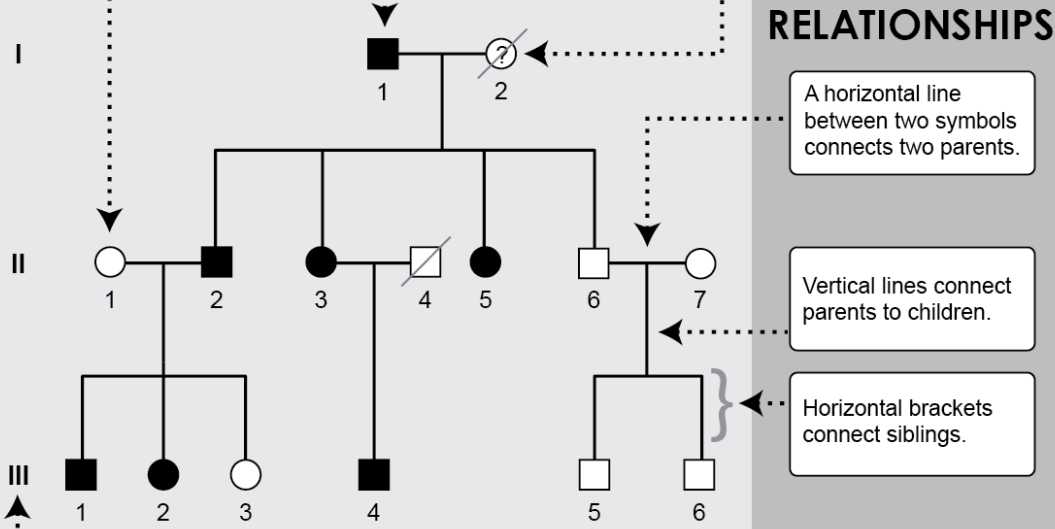 RELATIONSHIPS
I
?
1 2
A horizontal line
between two symbols
connects two parents.
II
1 2 3 4 5 6 7
Vertical lines connect
parents to children.
Horizontal brackets
connect siblings.
III
1 2 3 4 5 6